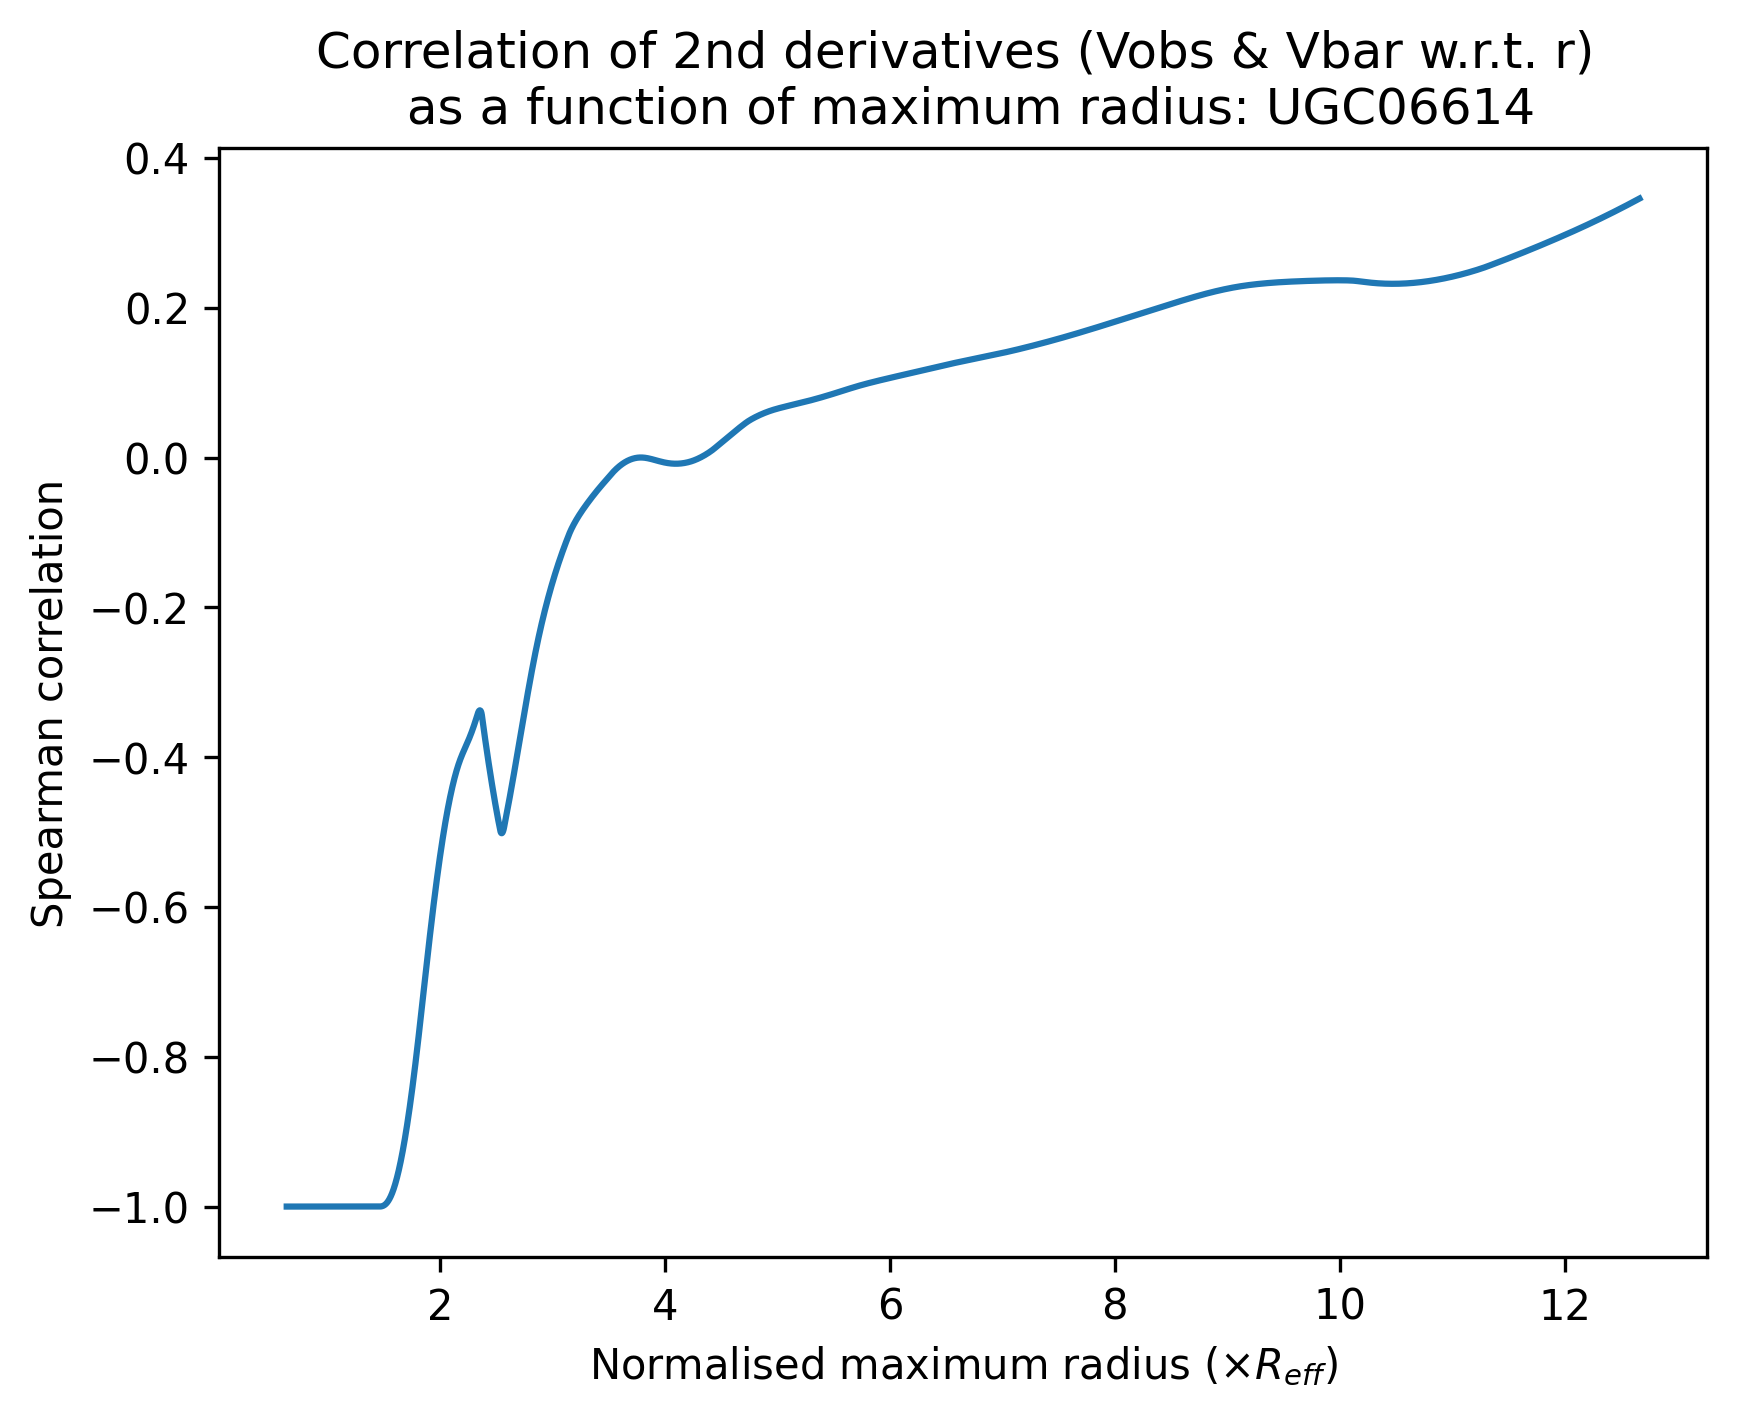 Correlation of 2nd derivatives (Vobs & Vbar w.r.t. r)
as a function of maximum radius: UGC06614
0.4
0.2
0.0
−0.2
−0.4
−0.6
−0.8
−1.0
Spearman correlation
2 4 6 8 10 12
Normalised maximum radius (×R_eff)